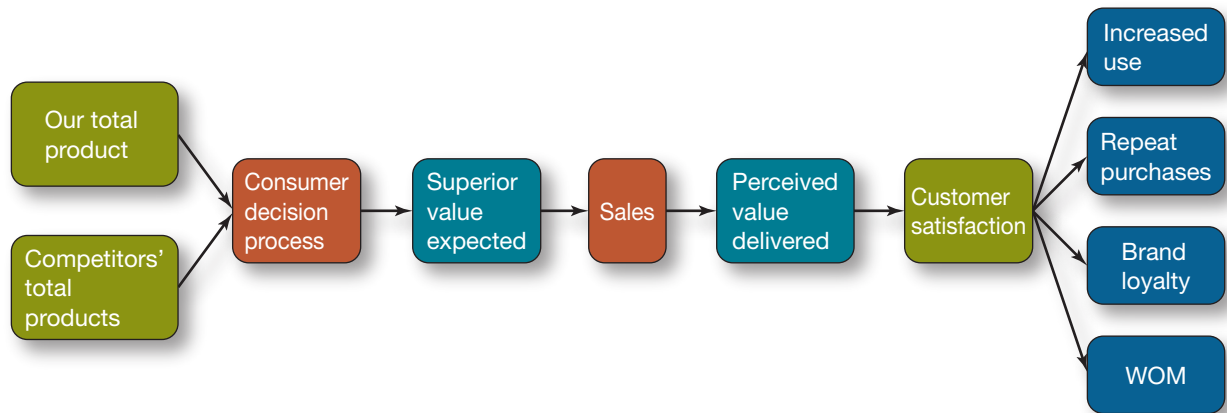 Our total
product
Competitors’
total
products
Consumer
decision
process
Superior
value
expected
Sales
Perceived
value
delivered
Customer
satisfaction
Increased
use
Repeat
purchases
Brand
loyalty
WOM